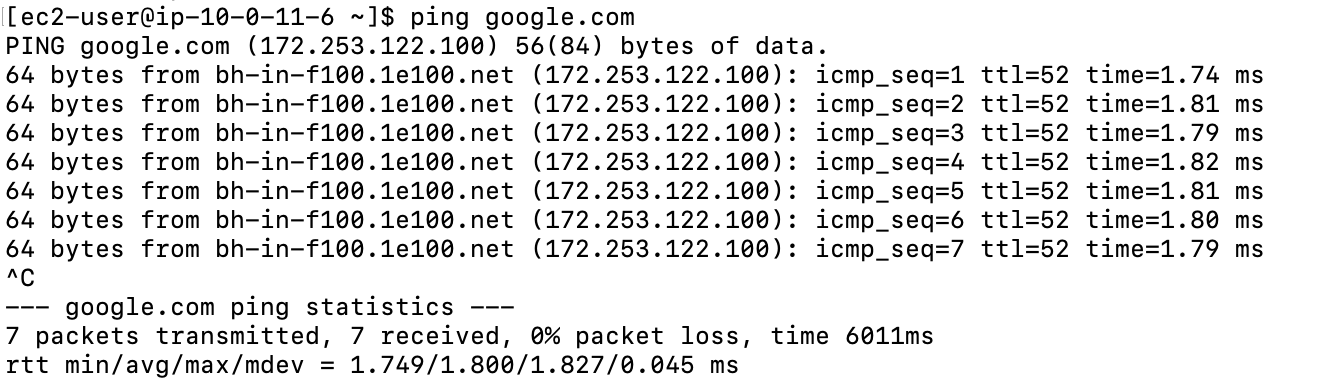 [ec2-user@ip-10-0-11-6 ~]$ ping google.com
PING google.com (172.253.122.100) 56(84) bytes of data.
64 bytes from bh-in-f100.1e100.net (172.253.122.100): icmp_seq=1 ttl=52 time=1.74 ms
64 bytes from bh-in-f100.1e100.net (172.253.122.100): icmp_seq=2 ttl=52 time=1.81 ms
64 bytes from bh-in-f100.1e100.net (172.253.122.100): icmp_seq=3 ttl=52 time=1.79 ms
64 bytes from bh-in-f100.1e100.net (172.253.122.100): icmp_seq=4 ttl=52 time=1.82 ms
64 bytes from bh-in-f100.1e100.net (172.253.122.100): icmp_seq=5 ttl=52 time=1.81 ms
64 bytes from bh-in-f100.1e100.net (172.253.122.100): icmp_seq=6 ttl=52 time=1.80 ms
64 bytes from bh-in-f100.1e100.net (172.253.122.100): icmp_seq=7 ttl=52 time=1.79 ms
^C
--- google.com ping statistics ---
7 packets transmitted, 7 received, 0% packet loss, time 6011ms
rtt min/avg/max/mdev = 1.749/1.800/1.827/0.045 ms